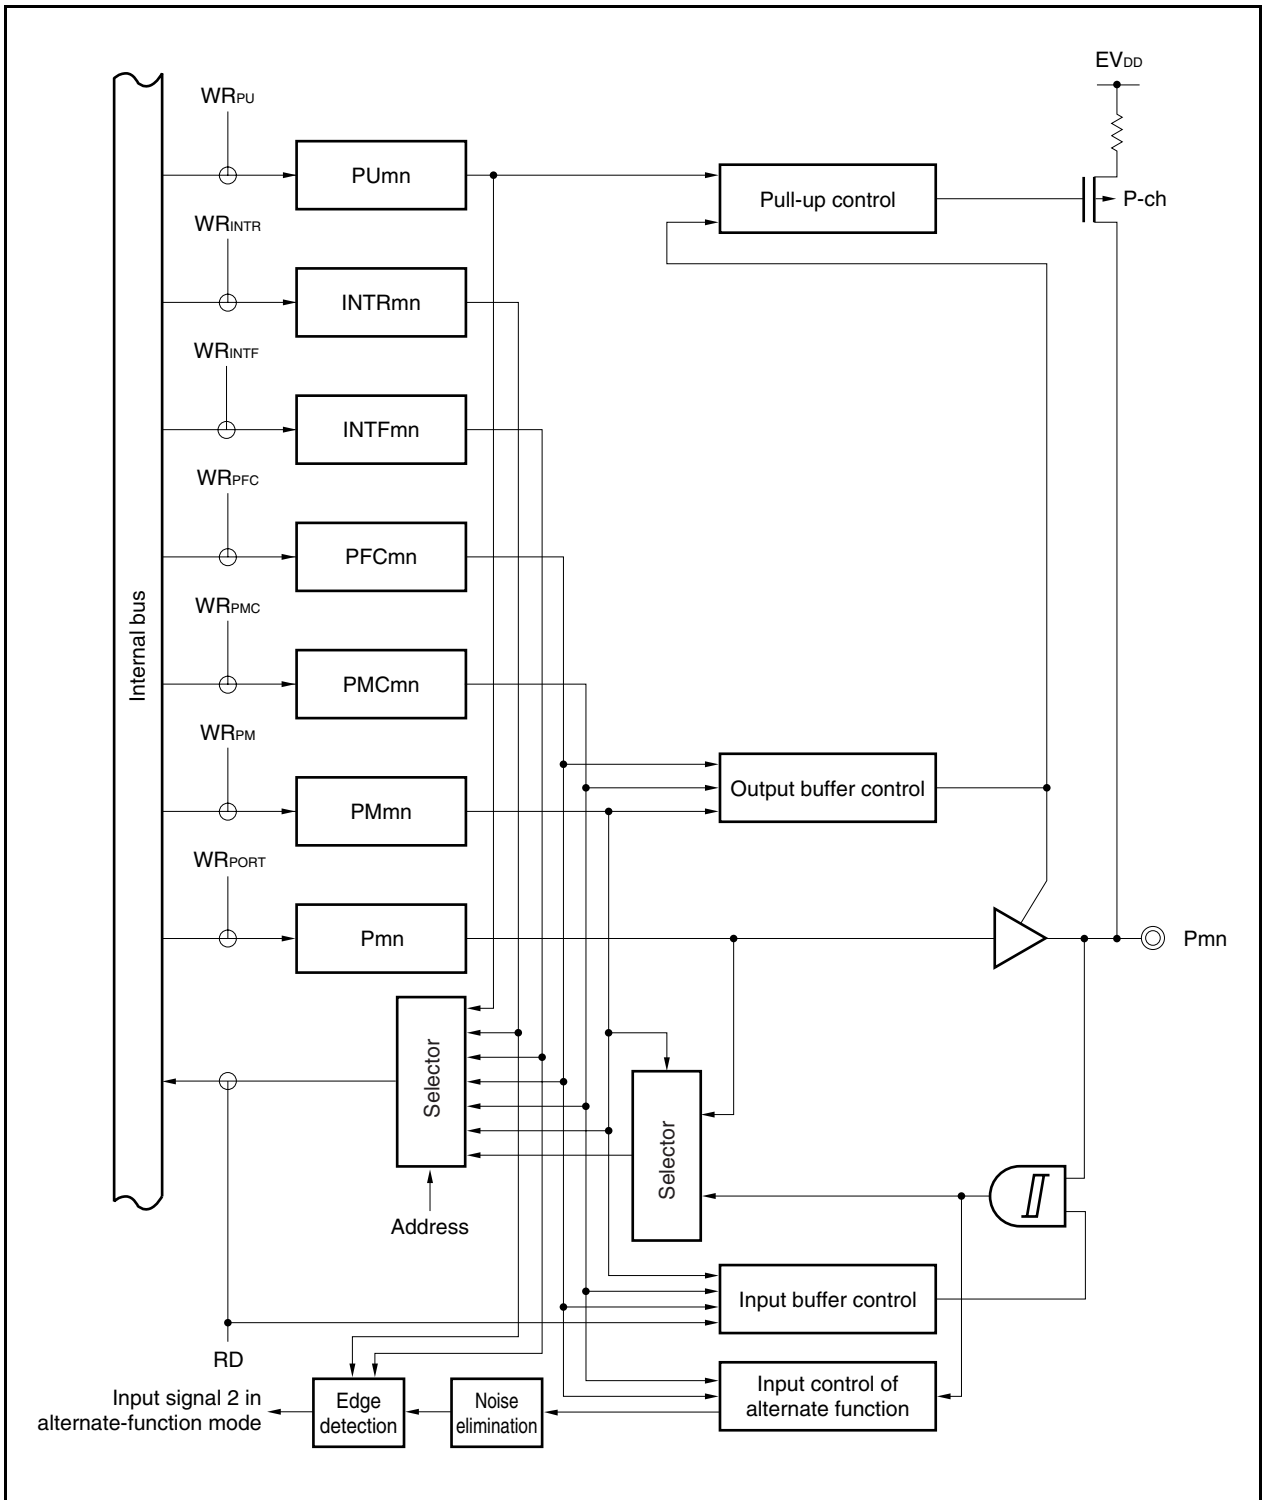 EVDD
WRPU
PUmn
Pull-up control
P-ch
WRINTR
INTRmn
WRINTF
INTFmn
WRPFC
PFCmn
Internal bus
WRPMC
PMCmn
WRPM
PMmn
Output buffer control
WRPORT
Pmn
Pmn
Selector
Selector
Address
Input buffer control
RD
Input signal 2 in
alternate-function mode
Edge
detection
Noise
elimination
Input control of
alternate function